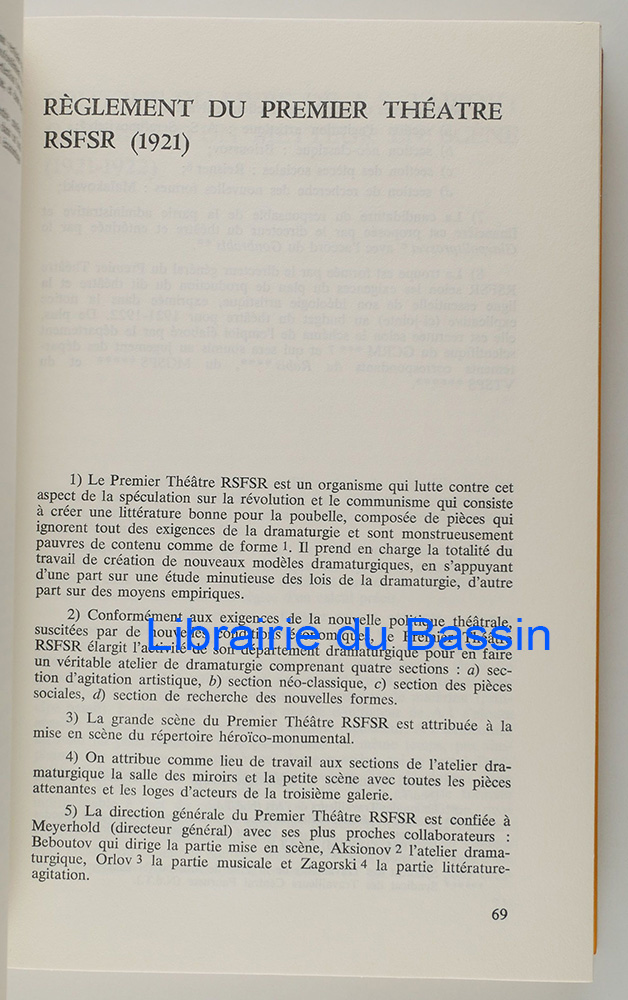 RÈGLEMENT DU PREMIER THÉATRE
RSFSR (1921)
1) Le Premier Théâtre RSFSR est un organisme qui lutte contre cet
aspect de la spéculation sur la révolution et le communisme qui consiste
à créer une littérature bonne pour la poubelle, composée de pièces qui
ignorent tout des exigences de la dramaturgie et sont monstrueusement
pauvres de contenu comme de forme 1. Il prend en charge la totalité du
travail de création de nouveaux modèles dramaturgiques, en s'appuyant
d'une part sur une étude minutieuse des lois de la dramaturgie, d'autre
part sur des moyens empiriques.
2) Conformément aux exigences de la nouvelle politique théâtrale,
suscitées par de nouvelles conditions économiques, le Premier Théâtre
RSFSR élargit l'activité de son département dramaturgique pour en faire
un véritable atelier de dramaturgie comprenant quatre sections : a) sec-
tion d'agitation artistique, b) section néo-classique, c) section des pièces
sociales, d) section de recherche des nouvelles formes.
Librairie du Bassin
3) La grande scène du Premier Théâtre RSFSR est attribuée à la
mise en scène du répertoire héroïco-monumental.
4) On attribue comme lieu de travail aux sections de l'atelier dra-
maturgique la salle des miroirs et la petite scène avec toutes les pièces
attenantes et les loges d'acteurs de la troisième galerie.
5) La direction générale du Premier Théâtre RSFSR est confiée à
Meyerhold (directeur général) avec ses plus proches collaborateurs :
Beboutov qui dirige la partie mise en scène, Aksionov 2 l'atelier drama-
turgique, Orlov 3 la partie musicale et Zagorski 4 la partie littérature-
agitation.
69